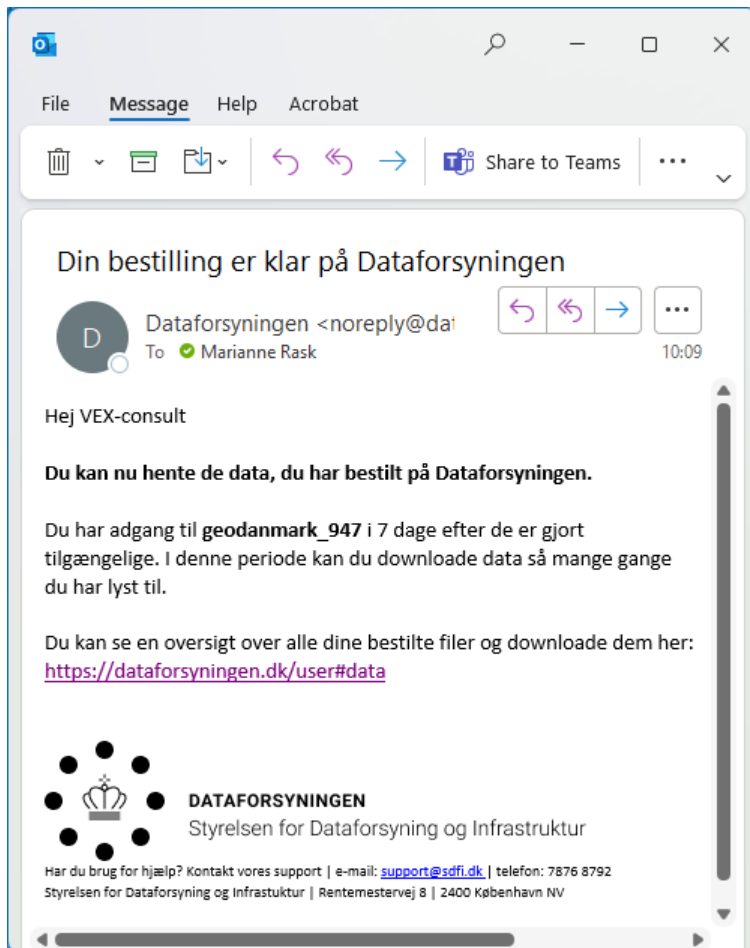 File Message Help Acrobat
Share to Teams
Din bestilling er klar på Dataforsyningen
D
Dataforsyningen <noreply@dat
To Marianne Rask
10:09
Hej VEX-consult
Du kan nu hente de data, du har bestilt på Dataforsyningen.
Du har adgang til geodanmark_947 i 7 dage efter de er gjort
tilgængelige. I denne periode kan du downloade data så mange gange
du har lyst til.
Du kan se en oversigt over alle dine bestilte filer og downloade dem her:
https://dataforsyningen.dk/user#data
DATAFORSYNINGEN
Styrelsen for Dataforsyning og Infrastruktur
Har du brug for hjælp? Kontakt vores support | e-mail: support@sdfi.dk | telefon: 7876 8792
Styrelsen for Dataforsyning og Infrastuktur | Rentemestervej 8 | 2400 København NV